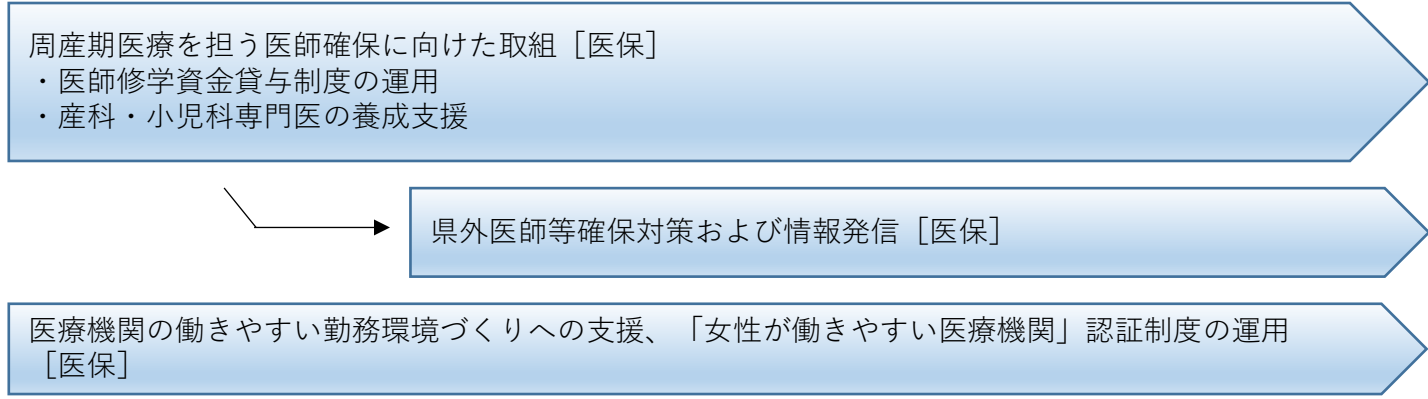 周産期医療を担う医師確保に向けた取組［医保］
・医師修学資金貸与制度の運用
・産科・小児科専門医の養成支援
県外医師等確保対策および情報発信［医保］
医療機関の働きやすい勤務環境づくりへの支援、「女性が働きやすい医療機関」認証制度の運用
［医保］